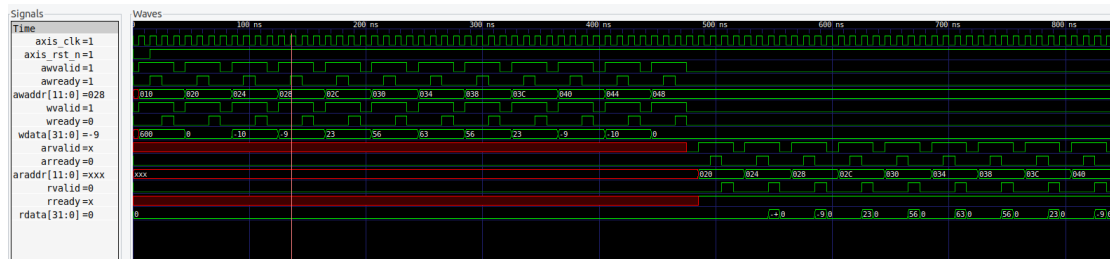 Signals
Waves
Time
100 ns 200 ns 300 ns 400 ns 500 ns 600 ns 700 ns 800 ns
axis_clk=1
axis_rst_n=1
awvalid=1
awready=1
awaddr[11:0]=028 010 020 024 028 02C 030 034 038 03C 040 044 048
wvalid=1
wready=0
wdata[31:0]=-9 600 0 -10 -9 23 56 63 56 23 -9 -10 0
arvalid=x
arready=0
araddr[11:0]=xxx xxx 020 024 028 02C 030 034 038 03C 040
rvalid=0
rready=x
rdata[31:0]=0 0 -+ 0 -9 0 23 0 56 0 63 0 56 0 23 0 -9 0